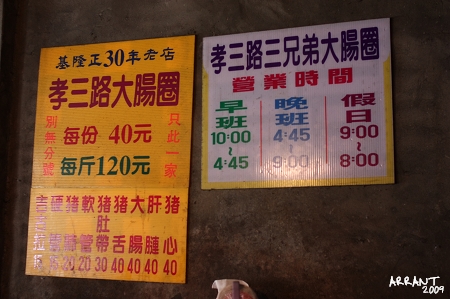 基隆正30年老店
孝三路大腸圈
別無分號
每份 40元
每斤120元
只此一家
豬心 40
肝腱 40
大腸 40
豬舌 40
豬肚帶 30
軟管 20
豬 20
孝三路三兄弟大腸圈
營業時間
早班
10:00
~
4:45
晚班
4:45
~
9:00
假日
9:00
~
8:00
ARRANT
2009